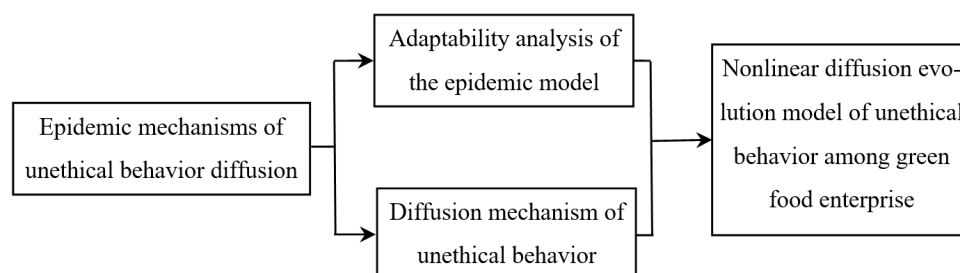 Epidemic mechanisms of
unethical behavior diffusion
Adaptability analysis of
the epidemic model
Diffusion mechanism of
unethical behavior
Nonlinear diffusion evo-
lution model of unethical
behavior among green
food enterprise